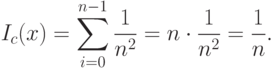 I_c(x) = \sum_{i=0}^{n-1} \frac{1}{n^2} = n \cdot \frac{1}{n^2} = \frac{1}{n}.